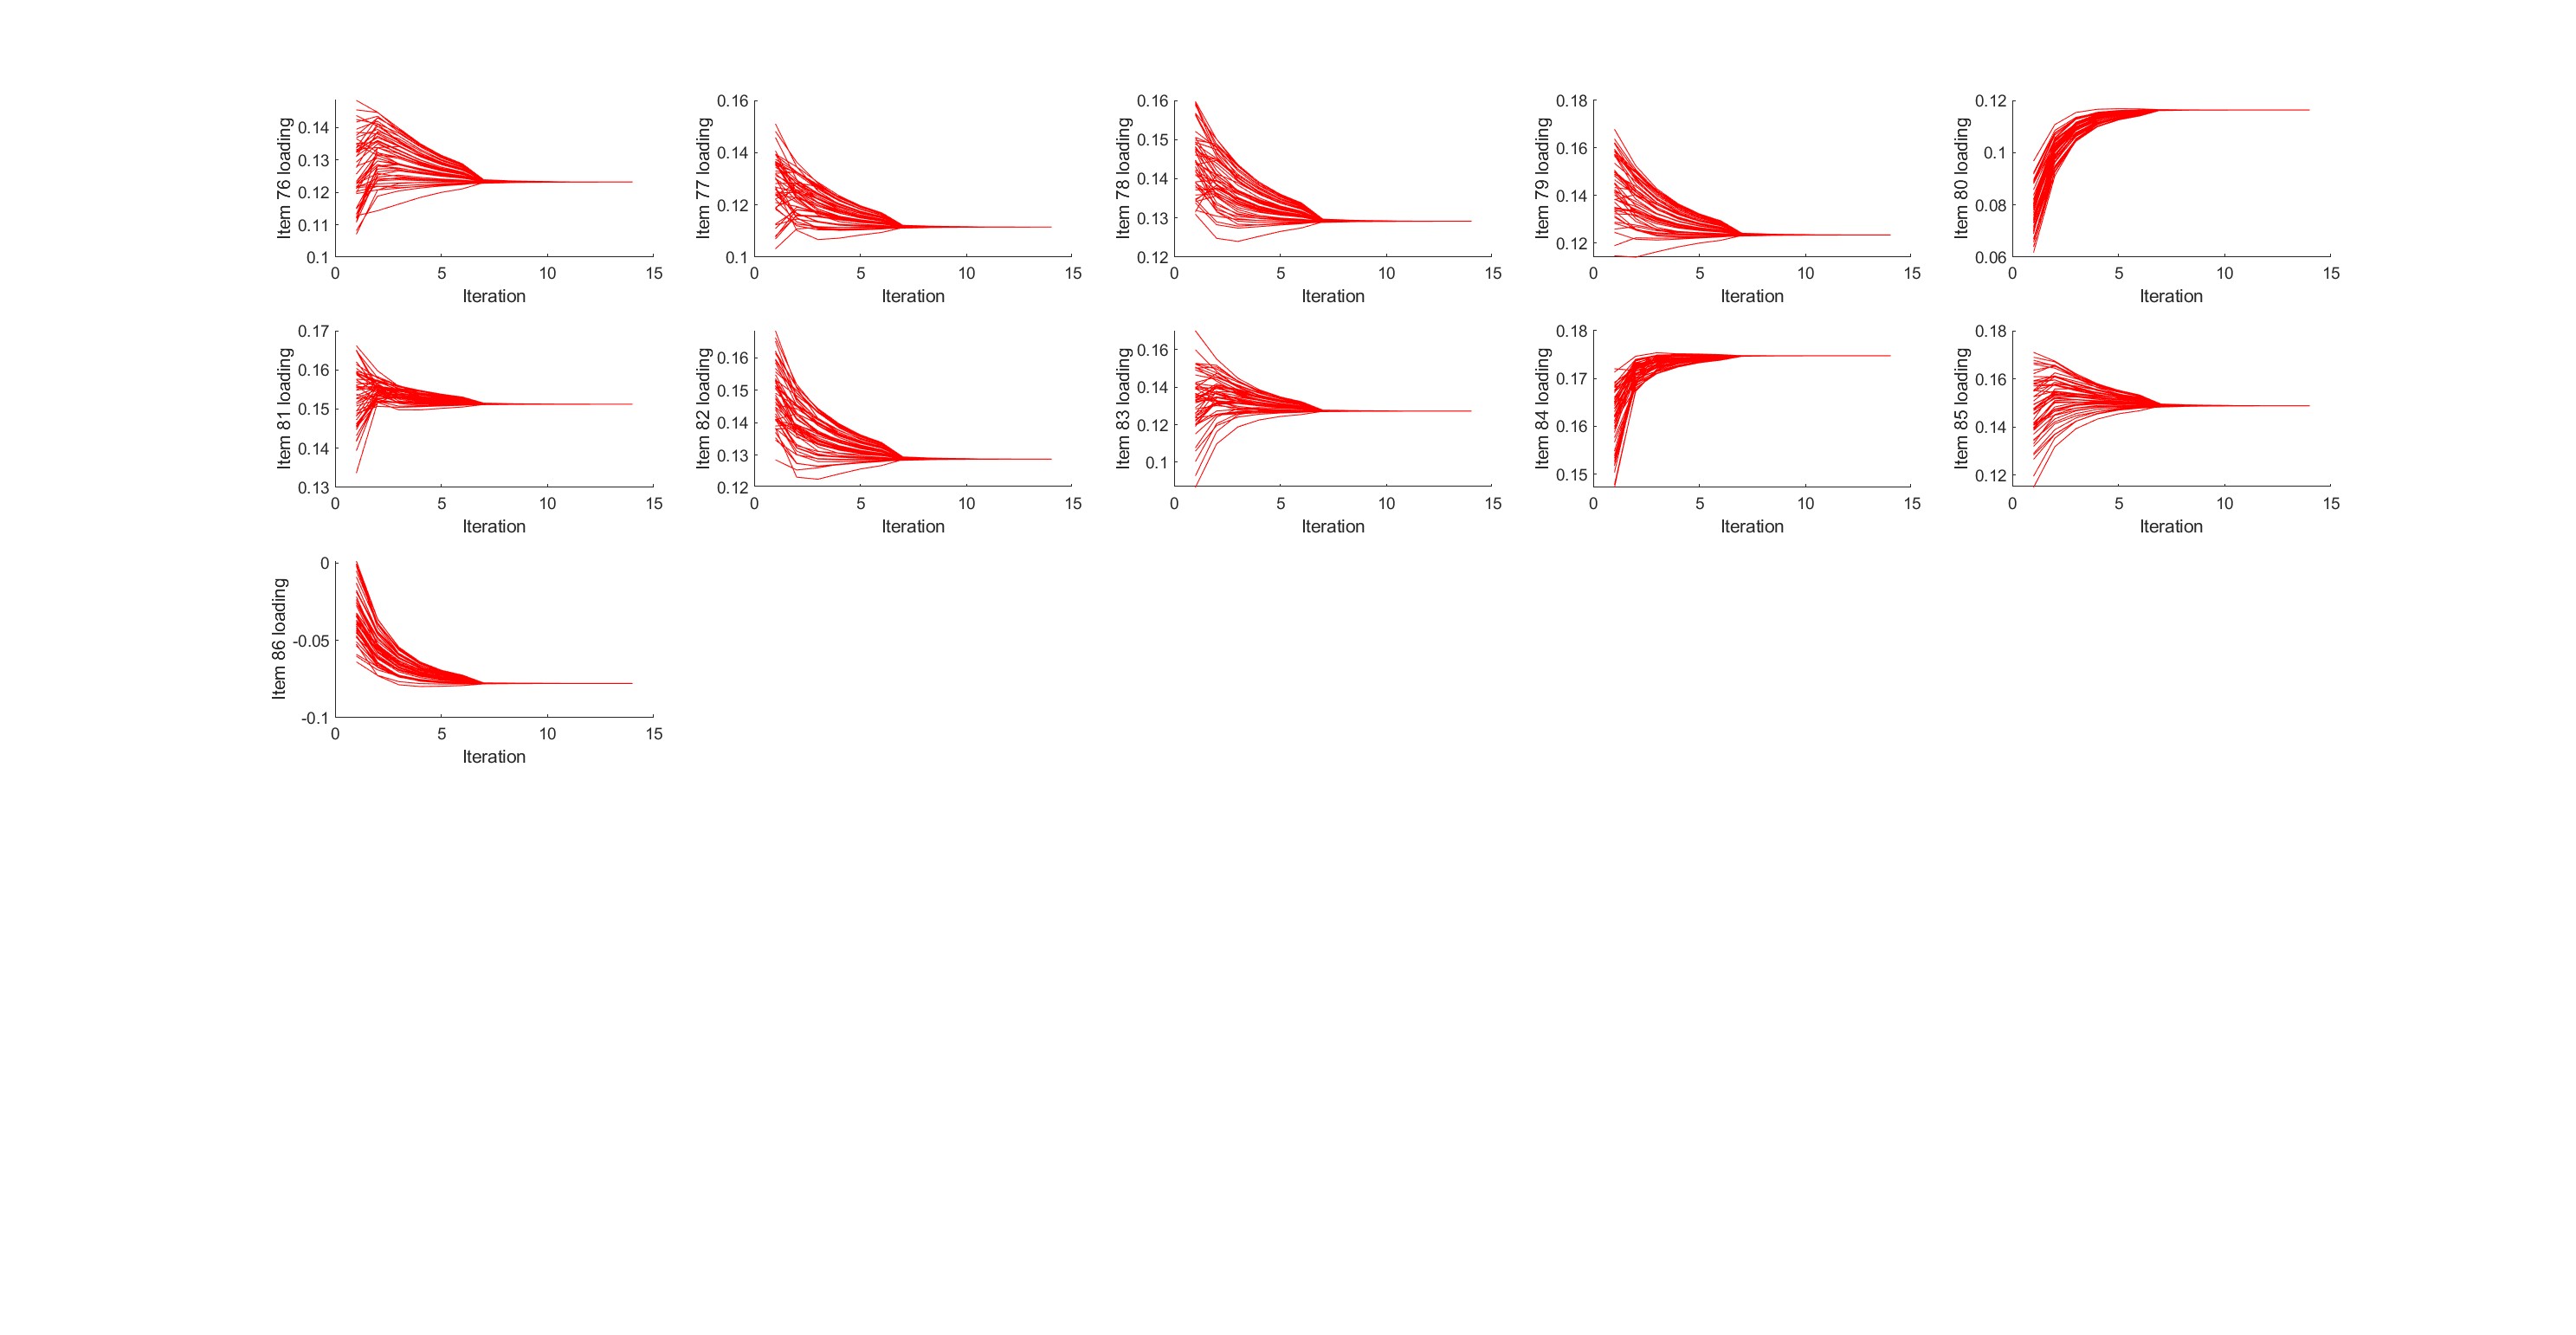 Item 76 loading
0.14
0.13
0.12
0.11
0.1
0 5 10 15
Iteration
Item 77 loading
0.16
0.14
0.12
0.1
0 5 10 15
Iteration
Item 78 loading
0.16
0.15
0.14
0.13
0.12
0 5 10 15
Iteration
Item 79 loading
0.18
0.16
0.14
0.12
0 5 10 15
Iteration
Item 80 loading
0.12
0.1
0.08
0.06
0 5 10 15
Iteration
Item 81 loading
0.17
0.16
0.15
0.14
0.13
0 5 10 15
Iteration
Item 82 loading
0.16
0.15
0.14
0.13
0.12
0 5 10 15
Iteration
Item 83 loading
0.16
0.14
0.12
0.1
0 5 10 15
Iteration
Item 84 loading
0.18
0.17
0.16
0.15
0 5 10 15
Iteration
Item 85 loading
0.18
0.16
0.14
0.12
0 5 10 15
Iteration
Item 86 loading
0
-0.05
-0.1
0 5 10 15
Iteration